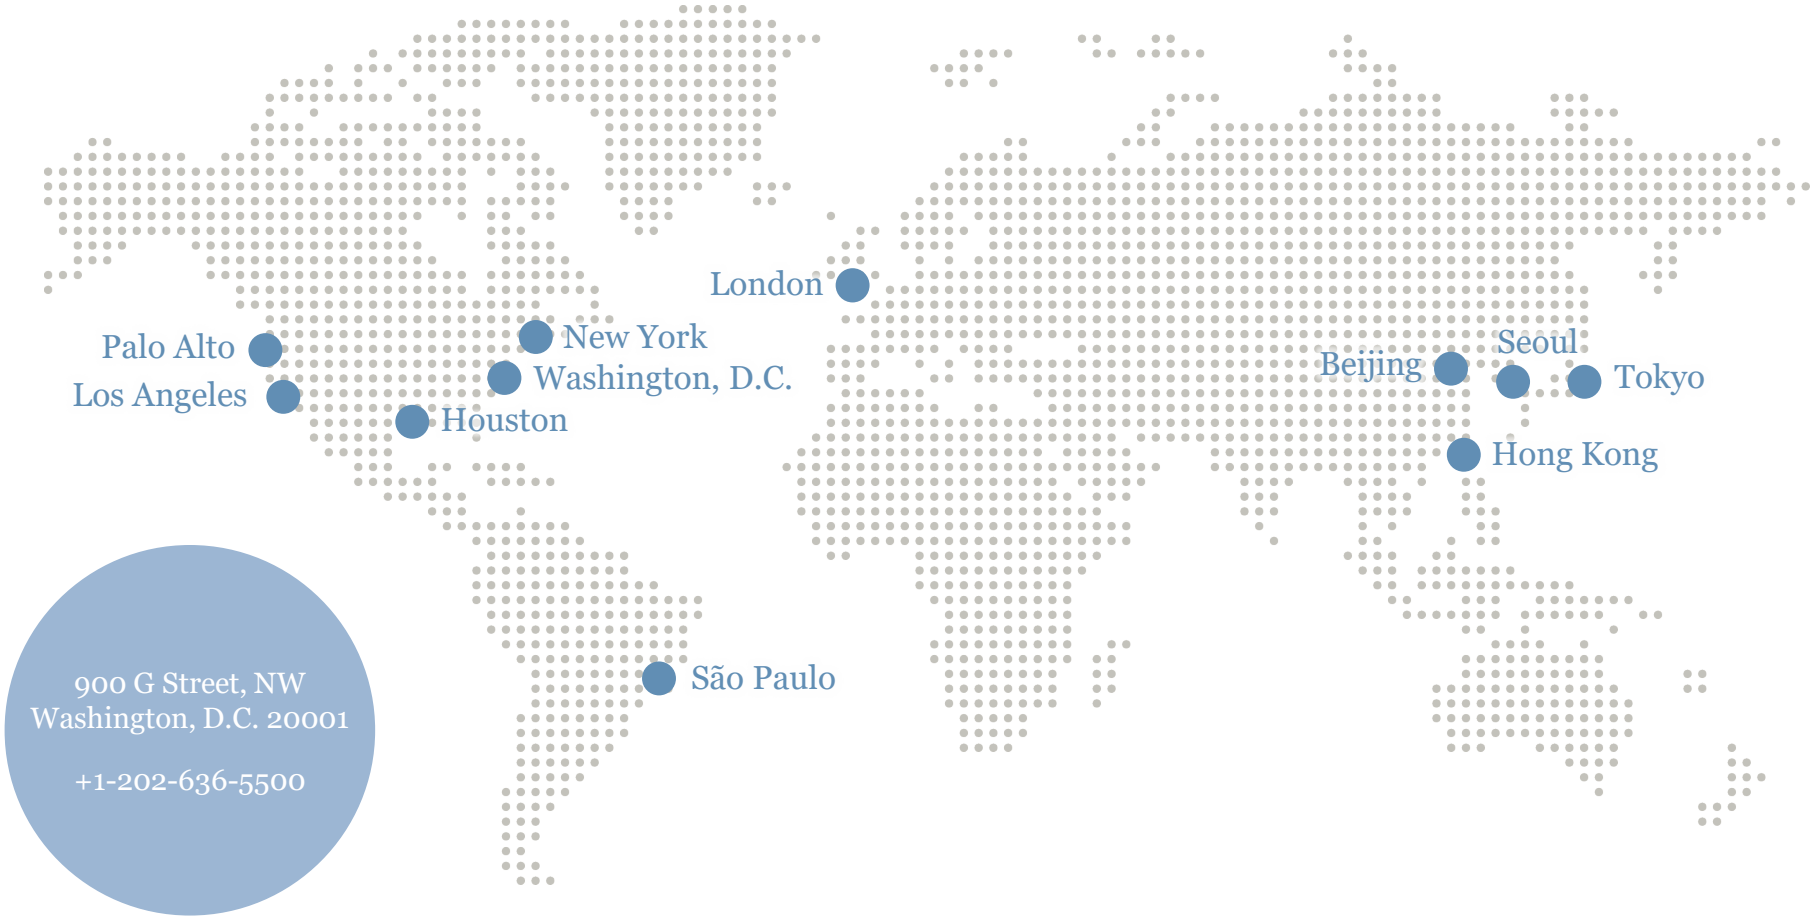 London
New York
Palo Alto
Seoul
Beijing
Washington, D.C.
Tokyo
Los Angeles
Houston
Hong Kong
São Paulo
900 G Street, NW
Washington, D.C. 20001
+1-202-636-5500